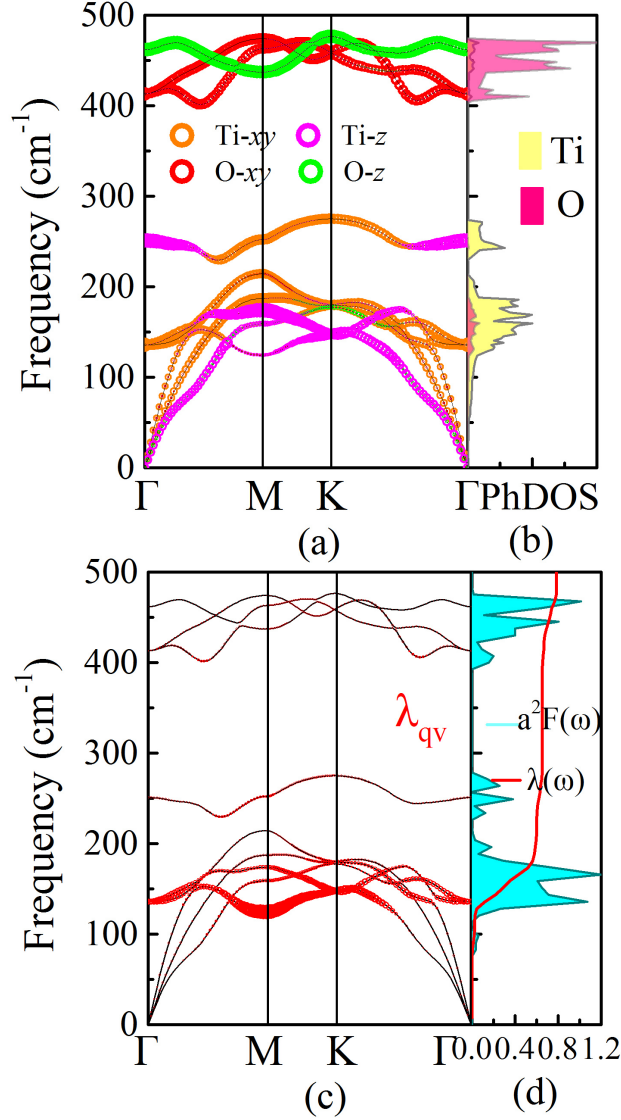 500
400
300
200
100
0
Frequency (cm⁻¹)
Ti-xy
Ti-z
O-xy
O-z
Ti
O
Γ M K Γ PhDOS
(a) (b)
500
400
300
200
100
0
Frequency (cm⁻¹)
λqv
a²F(ω)
λ(ω)
Γ M K Γ 0.0 0.4 0.8 1.2
(c) (d)